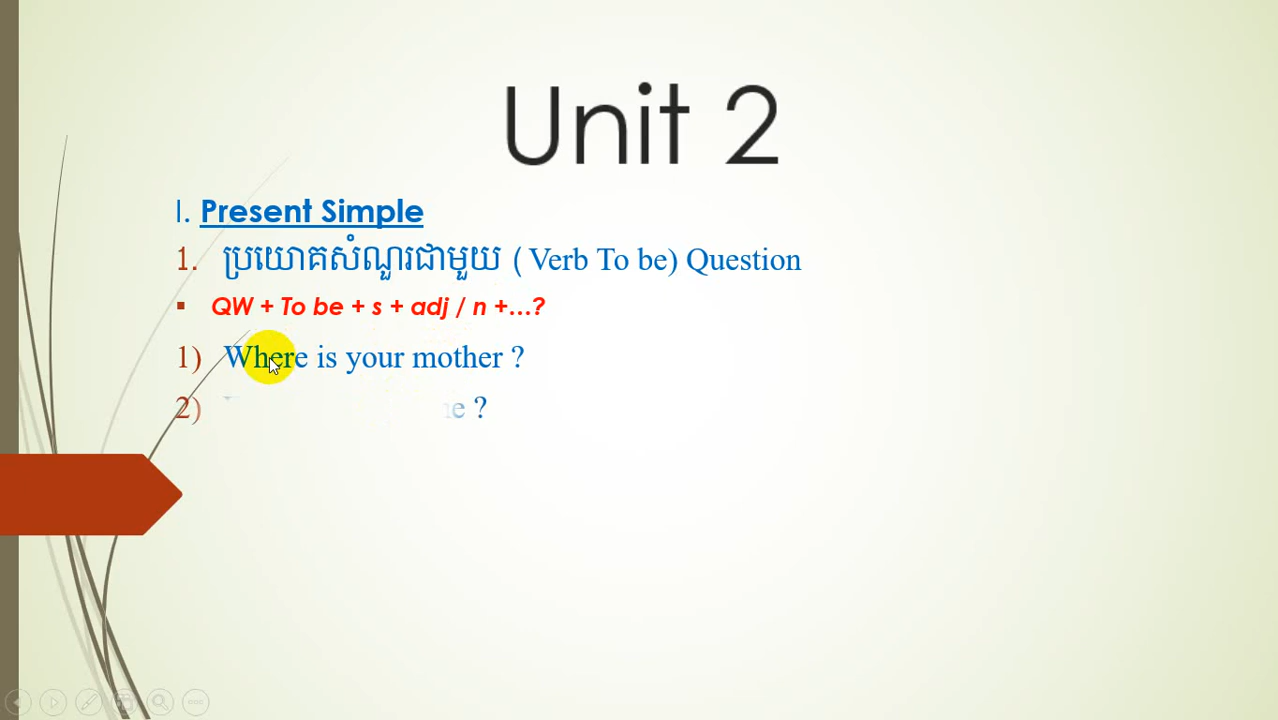 Unit 2
I. Present Simple
1. ប្រយោគសំណួរជាមួយ ( Verb To be) Question
▪ QW + To be + s + adj / n +…?
1) Where is your mother ?
2) ?